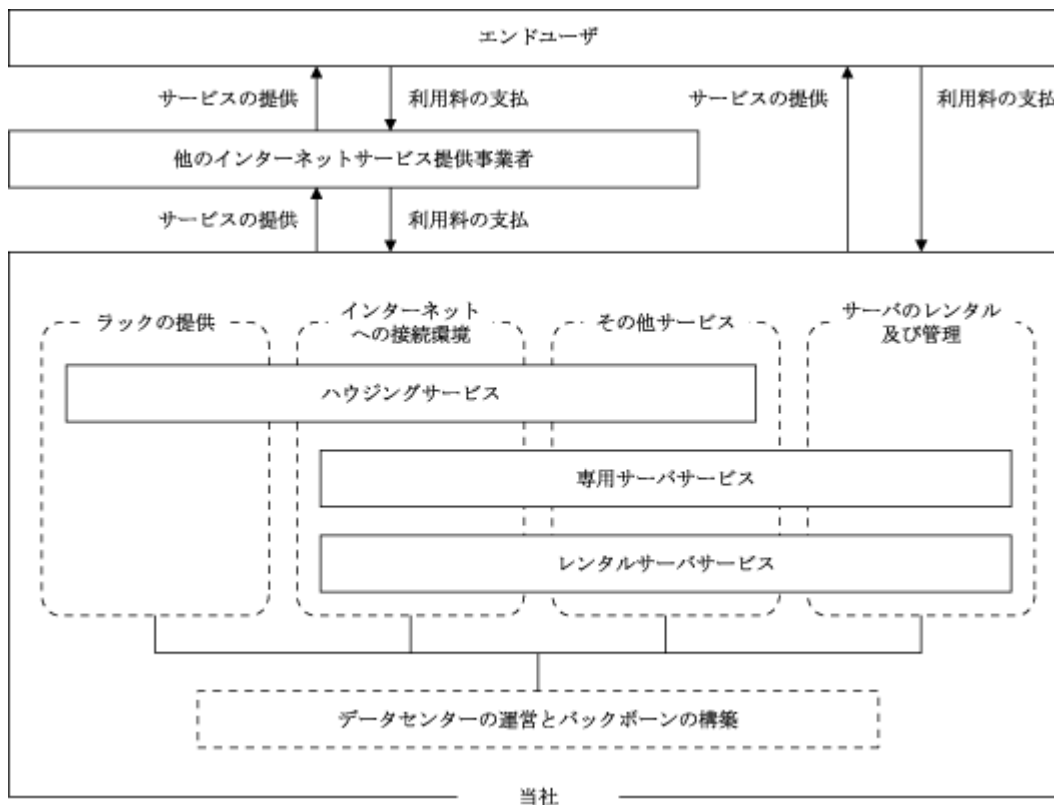 エンドユーザ
サービスの提供
利用料の支払
サービスの提供
利用料の支払
他のインターネットサービス提供事業者
サービスの提供
利用料の支払
ラックの提供
インターネット
への接続環境
その他サービス
サーバのレンタル
及び管理
ハウジングサービス
専用サーバサービス
レンタルサーバサービス
データセンターの運営とバックボーンの構築
当社